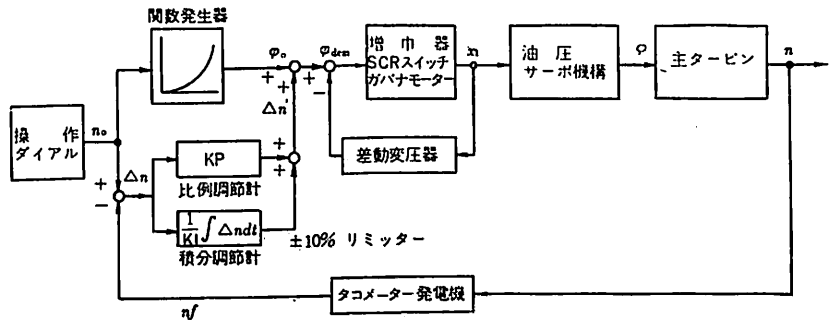 関数発生器
操作
ダイアル
n₀
φ₀
φdem
増巾器
SCRスイッチ
ガバナモーター
油圧
サーボ機構
φ
主タービン
n
+
+
+
+
−
Δn'
差動変圧器
+
−
Δn
KP
比例調節計
+
+
1/KI ∫Δndt
積分調節計
±10% リミッター
タコメーター発電機
nf